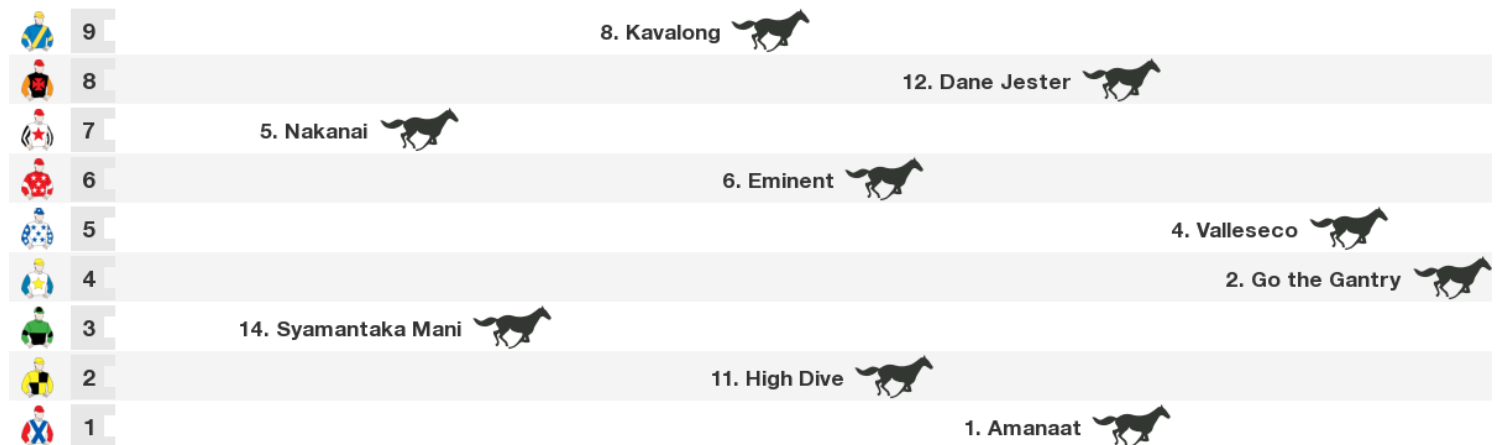 9 8. Kavalong
8 12. Dane Jester
7 5. Nakanai
6 6. Eminent
5 4. Valleseco
4 2. Go the Gantry
3 14. Syamantaka Mani
2 11. High Dive
1 1. Amanaat